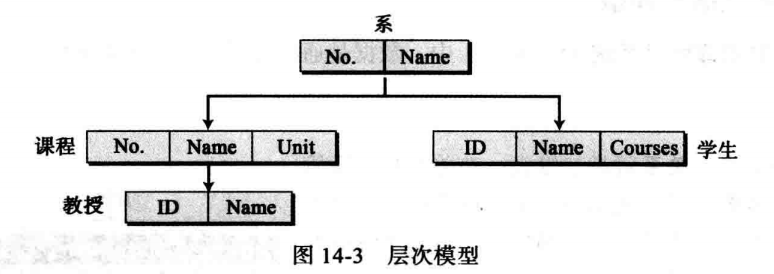 系
No. Name
课程 No. Name Unit
ID Name Courses 学生
教授 ID Name
图 14-3 层次模型